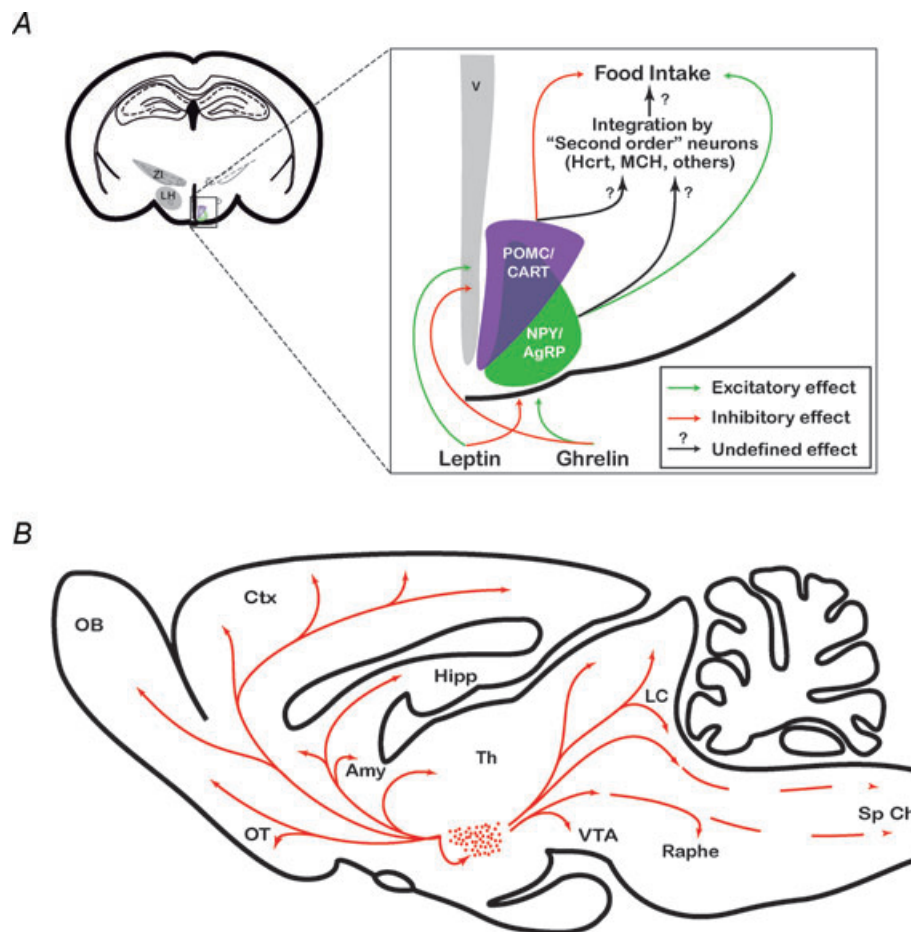 A
V
Food Intake
?
Integration by
"Second order" neurons
(Hcrt, MCH, others)
ZI
LH
?
?
POMC/
CART
NPY/
AgRP
Excitatory effect
Inhibitory effect
?
Undefined effect
Leptin
Ghrelin
B
Ctx
OB
Hipp
LC
Amy
Th
Sp Ch
OT
VTA
Raphe